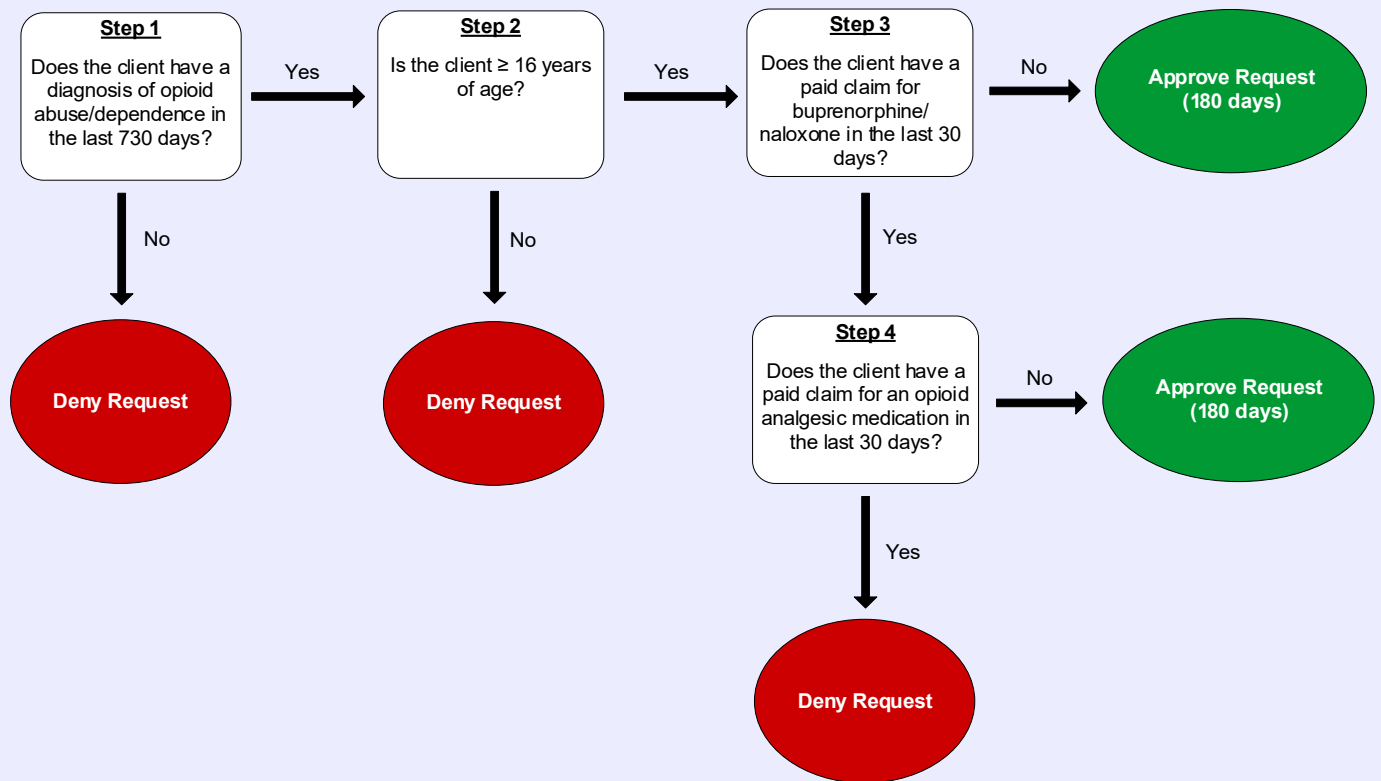 Step 1
Does the client have a
diagnosis of opioid
abuse/dependence in
the last 730 days?
Yes
Step 2
Is the client ≥ 16 years
of age?
Yes
Step 3
Does the client have a
paid claim for
buprenorphine/
naloxone in the last 30
days?
No
Approve Request
(180 days)
No
No
Yes
Deny Request
Deny Request
Step 4
Does the client have a
paid claim for an opioid
analgesic medication in
the last 30 days?
No
Approve Request
(180 days)
Yes
Deny Request